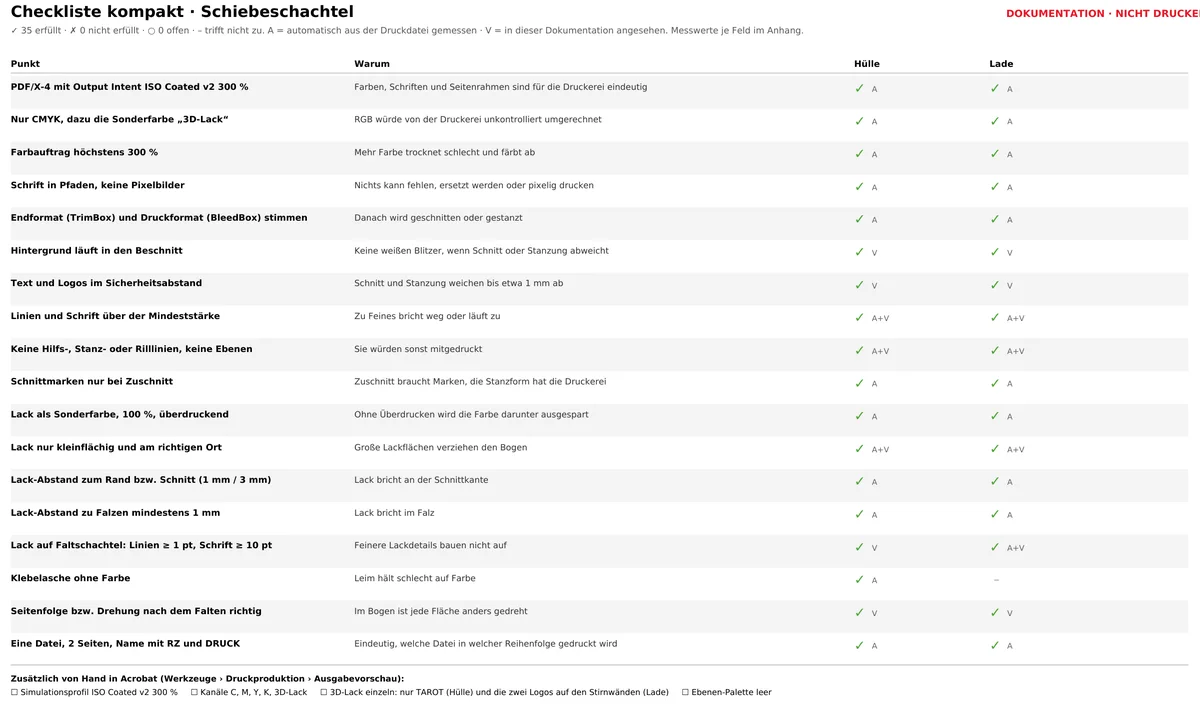 Checkliste kompakt · Schiebeschachtel
DOKUMENTATION · NICHT DRUCKE
✓ 35 erfüllt · ✗ 0 nicht erfüllt · ○ 0 offen · – trifft nicht zu. A = automatisch aus der Druckdatei gemessen · V = in dieser Dokumentation angesehen. Messwerte je Feld im Anhang.
Punkt Warum Hülle Lade
PDF/X-4 mit Output Intent ISO Coated v2 300 % Farben, Schriften und Seitenrahmen sind für die Druckerei eindeutig ✓ A ✓ A
Nur CMYK, dazu die Sonderfarbe „3D-Lack“ RGB würde von der Druckerei unkontrolliert umgerechnet ✓ A ✓ A
Farbauftrag höchstens 300 % Mehr Farbe trocknet schlecht und färbt ab ✓ A ✓ A
Schrift in Pfaden, keine Pixelbilder Nichts kann fehlen, ersetzt werden oder pixelig drucken ✓ A ✓ A
Endformat (TrimBox) und Druckformat (BleedBox) stimmen Danach wird geschnitten oder gestanzt ✓ A ✓ A
Hintergrund läuft in den Beschnitt Keine weißen Blitzer, wenn Schnitt oder Stanzung abweicht ✓ V ✓ V
Text und Logos im Sicherheitsabstand Schnitt und Stanzung weichen bis etwa 1 mm ab ✓ V ✓ V
Linien und Schrift über der Mindeststärke Zu Feines bricht weg oder läuft zu ✓ A+V ✓ A+V
Keine Hilfs-, Stanz- oder Rilllinien, keine Ebenen Sie würden sonst mitgedruckt ✓ A+V ✓ A+V
Schnittmarken nur bei Zuschnitt Zuschnitt braucht Marken, die Stanzform hat die Druckerei ✓ A ✓ A
Lack als Sonderfarbe, 100 %, überdruckend Ohne Überdrucken wird die Farbe darunter ausgespart ✓ A ✓ A
Lack nur kleinflächig und am richtigen Ort Große Lackflächen verziehen den Bogen ✓ A+V ✓ A+V
Lack-Abstand zum Rand bzw. Schnitt (1 mm / 3 mm) Lack bricht an der Schnittkante ✓ A ✓ A
Lack-Abstand zu Falzen mindestens 1 mm Lack bricht im Falz ✓ A ✓ A
Lack auf Faltschachtel: Linien ≥ 1 pt, Schrift ≥ 10 pt Feinere Lackdetails bauen nicht auf ✓ V ✓ A+V
Klebelasche ohne Farbe Leim hält schlecht auf Farbe ✓ A –
Seitenfolge bzw. Drehung nach dem Falten richtig Im Bogen ist jede Fläche anders gedreht ✓ V ✓ V
Eine Datei, 2 Seiten, Name mit RZ und DRUCK Eindeutig, welche Datei in welcher Reihenfolge gedruckt wird ✓ A ✓ A
Zusätzlich von Hand in Acrobat (Werkzeuge › Druckproduktion › Ausgabevorschau):
☐ Simulationsprofil ISO Coated v2 300 % ☐ Kanäle C, M, Y, K, 3D-Lack ☐ 3D-Lack einzeln: nur TAROT (Hülle) und die zwei Logos auf den Stirnwänden (Lade) ☐ Ebenen-Palette leer